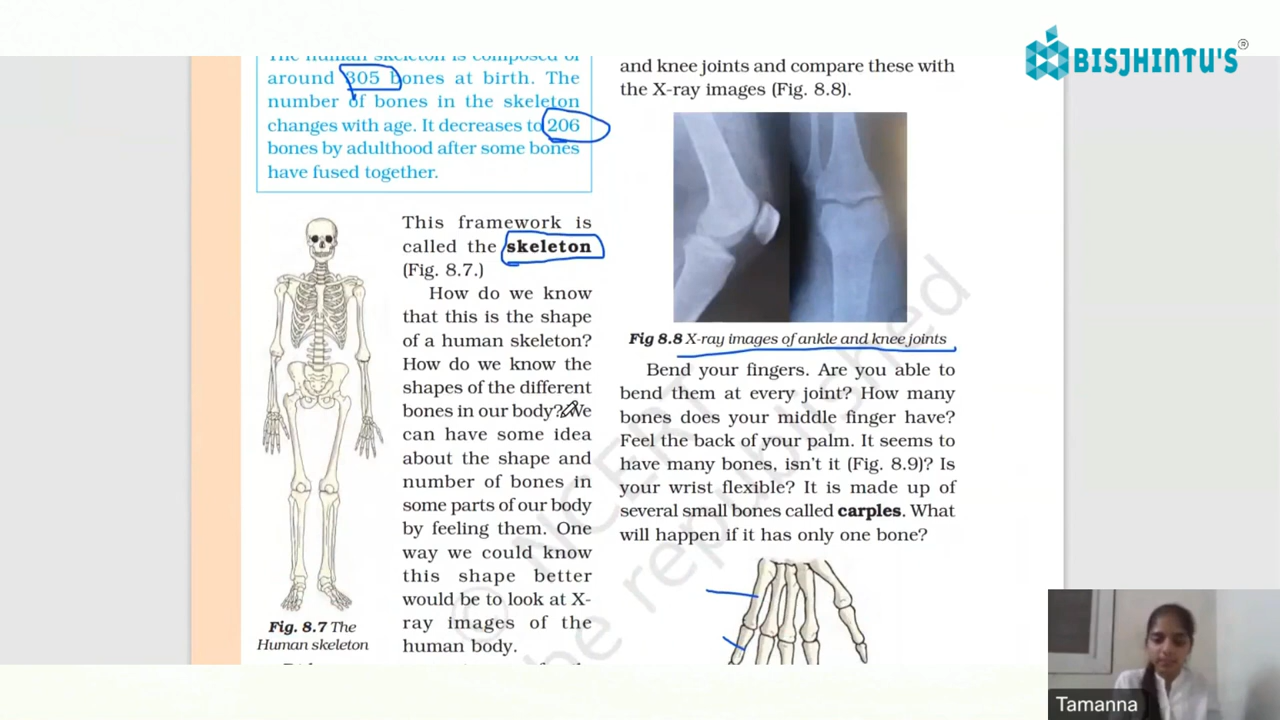 BISJHINTU'S®
The human skeleton is composed of
around 305 bones at birth. The
number of bones in the skeleton
changes with age. It decreases to 206
bones by adulthood after some bones
have fused together.
This framework is
called the skeleton
(Fig. 8.7.)
How do we know
that this is the shape
of a human skeleton?
How do we know the
shapes of the different
bones in our body? We
can have some idea
about the shape and
number of bones in
some parts of our body
by feeling them. One
way we could know
this shape better
would be to look at X-
ray images of the
human body.
Fig. 8.7 The
Human skeleton
and knee joints and compare these with
the X-ray images (Fig. 8.8).
Fig 8.8 X-ray images of ankle and knee joints
Bend your fingers. Are you able to
bend them at every joint? How many
bones does your middle finger have?
Feel the back of your palm. It seems to
have many bones, isn't it (Fig. 8.9)? Is
your wrist flexible? It is made up of
several small bones called carples. What
will happen if it has only one bone?
© NCERT
be republished
Tamanna